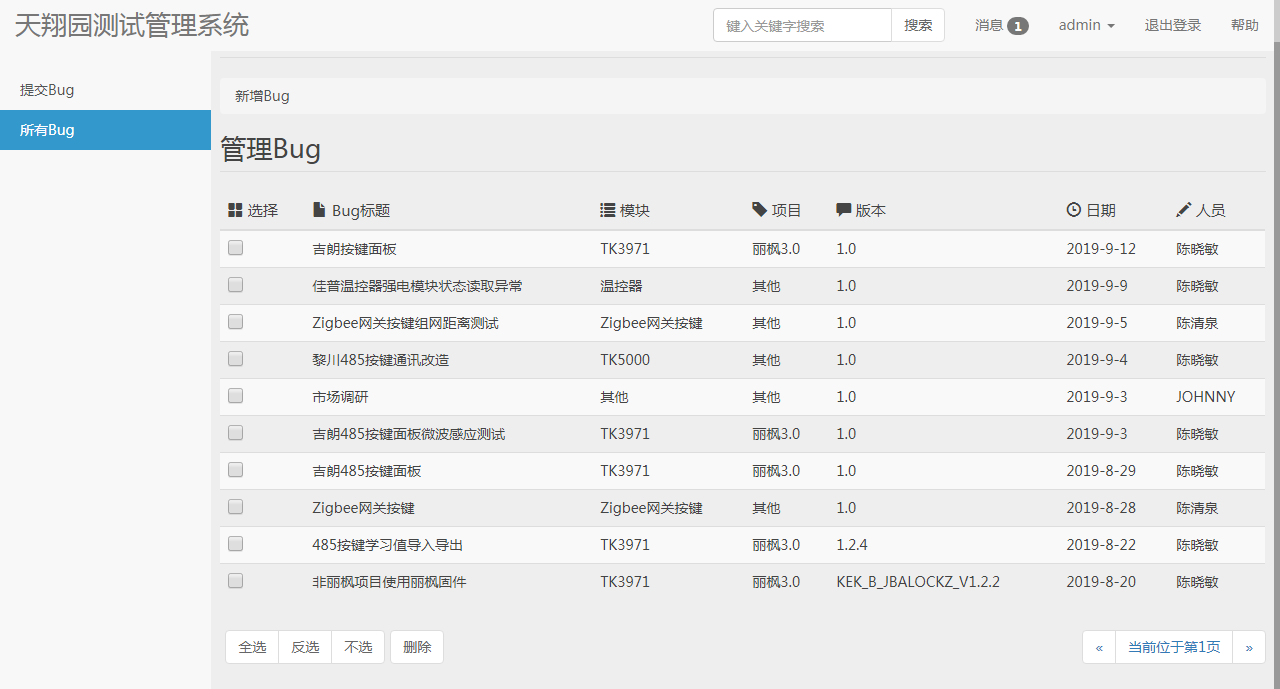 天翔园测试管理系统 键入关键字搜索 搜索 消息 1 admin 退出登录 帮助
提交Bug
所有Bug
新增Bug
管理Bug
选择 Bug标题 模块 项目 版本 日期 人员
吉朗按键面板 TK3971 丽枫3.0 1.0 2019-9-12 陈晓敏
佳普温控器强电模块状态读取异常 温控器 其他 1.0 2019-9-9 陈晓敏
Zigbee网关按键组网距离测试 Zigbee网关按键 其他 1.0 2019-9-5 陈清泉
黎川485按键通讯改造 TK5000 其他 1.0 2019-9-4 陈晓敏
市场调研 其他 其他 1.0 2019-9-3 JOHNNY
吉朗485按键面板微波感应测试 TK3971 丽枫3.0 1.0 2019-9-3 陈晓敏
吉朗485按键面板 TK3971 丽枫3.0 1.0 2019-8-29 陈晓敏
Zigbee网关按键 Zigbee网关按键 其他 1.0 2019-8-28 陈清泉
485按键学习值导入导出 TK3971 丽枫3.0 1.2.4 2019-8-22 陈晓敏
非丽枫项目使用丽枫固件 TK3971 丽枫3.0 KEK_B_JBALOCKZ_V1.2.2 2019-8-20 陈晓敏
全选 反选 不选 删除 « 当前位于第1页 »